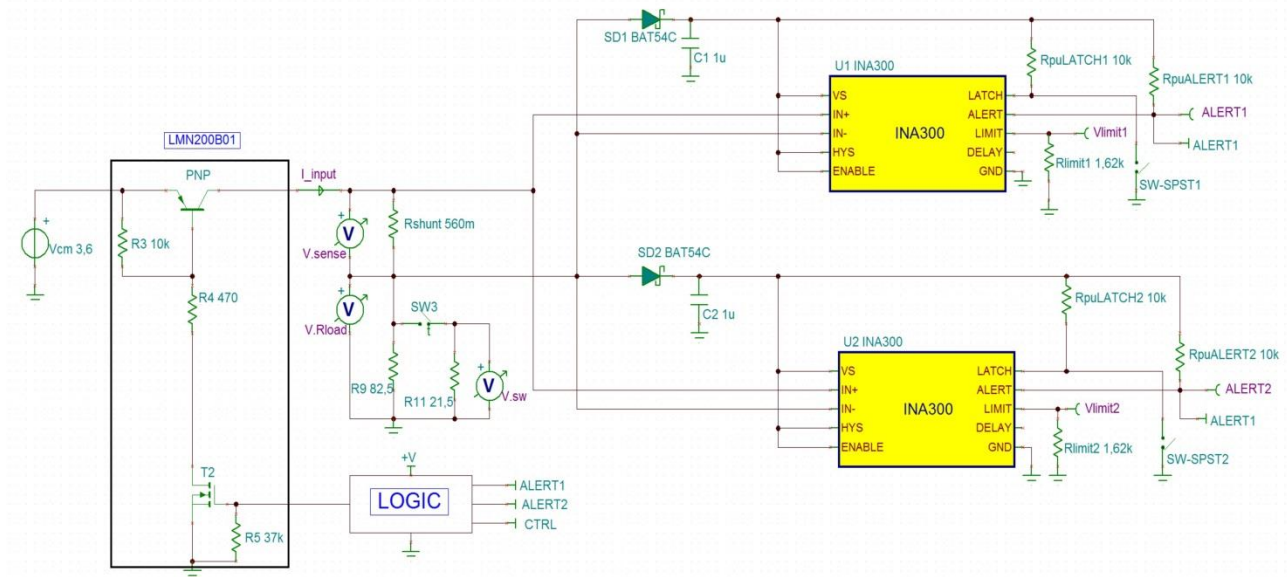 SD1 BAT54C
C1 1u
U1 INA300
RpuLATCH1 10k
RpuALERT1 10k
VS
IN+
IN-
HYS
ENABLE
INA300
LATCH
ALERT
LIMIT
DELAY
GND
ALERT1
Vlimit1
ALERT1
Rlimit1 1,62k
SW-SPST1
LMN200B01
PNP
I_input
+
Vcm 3,6
R3 10k
R4 470
+
V
V.sense
Rshunt 560m
+
V
V.Rload
SW3
R9 82,5
R11 21,5
+
V
V.sw
SD2 BAT54C
C2 1u
U2 INA300
RpuLATCH2 10k
RpuALERT2 10k
VS
IN+
IN-
HYS
ENABLE
INA300
LATCH
ALERT
LIMIT
DELAY
GND
ALERT2
Vlimit2
ALERT1
Rlimit2 1,62k
SW-SPST2
T2
R5 37k
+V
LOGIC
ALERT1
ALERT2
CTRL